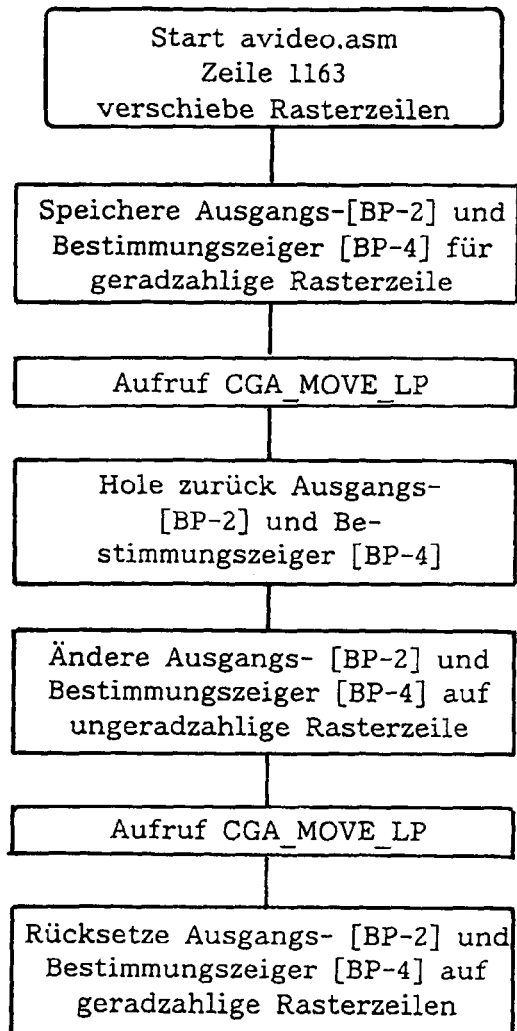 Start avideo.asm
Zeile 1163
verschiebe Rasterzeilen
Speichere Ausgangs-[BP-2] und
Bestimmungszeiger [BP-4] für
geradzahlige Rasterzeile
Aufruf CGA_MOVE_LP
Hole zurück Ausgangs-
[BP-2] und Be-
stimmungszeiger [BP-4]
Ändere Ausgangs- [BP-2] und
Bestimmungszeiger [BP-4] auf
ungeradzahlige Rasterzeile
Aufruf CGA_MOVE_LP
Rücksetze Ausgangs- [BP-2] und
Bestimmungszeiger [BP-4] auf
geradzahlige Rasterzeilen